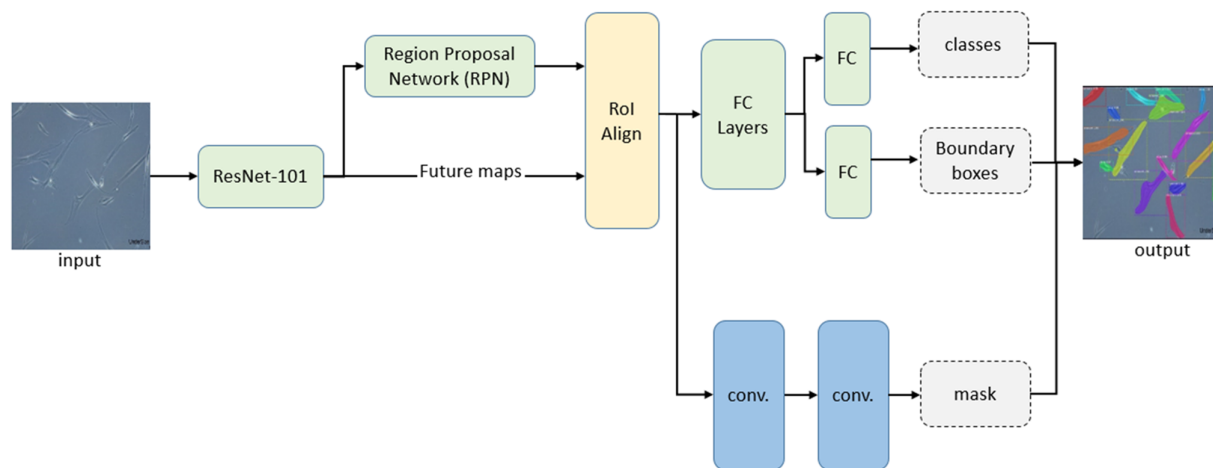 Region Proposal
Network (RPN)
ResNet-101
Future maps
RoI
Align
FC
Layers
FC
FC
classes
Boundary
boxes
conv.
conv.
mask
input
output